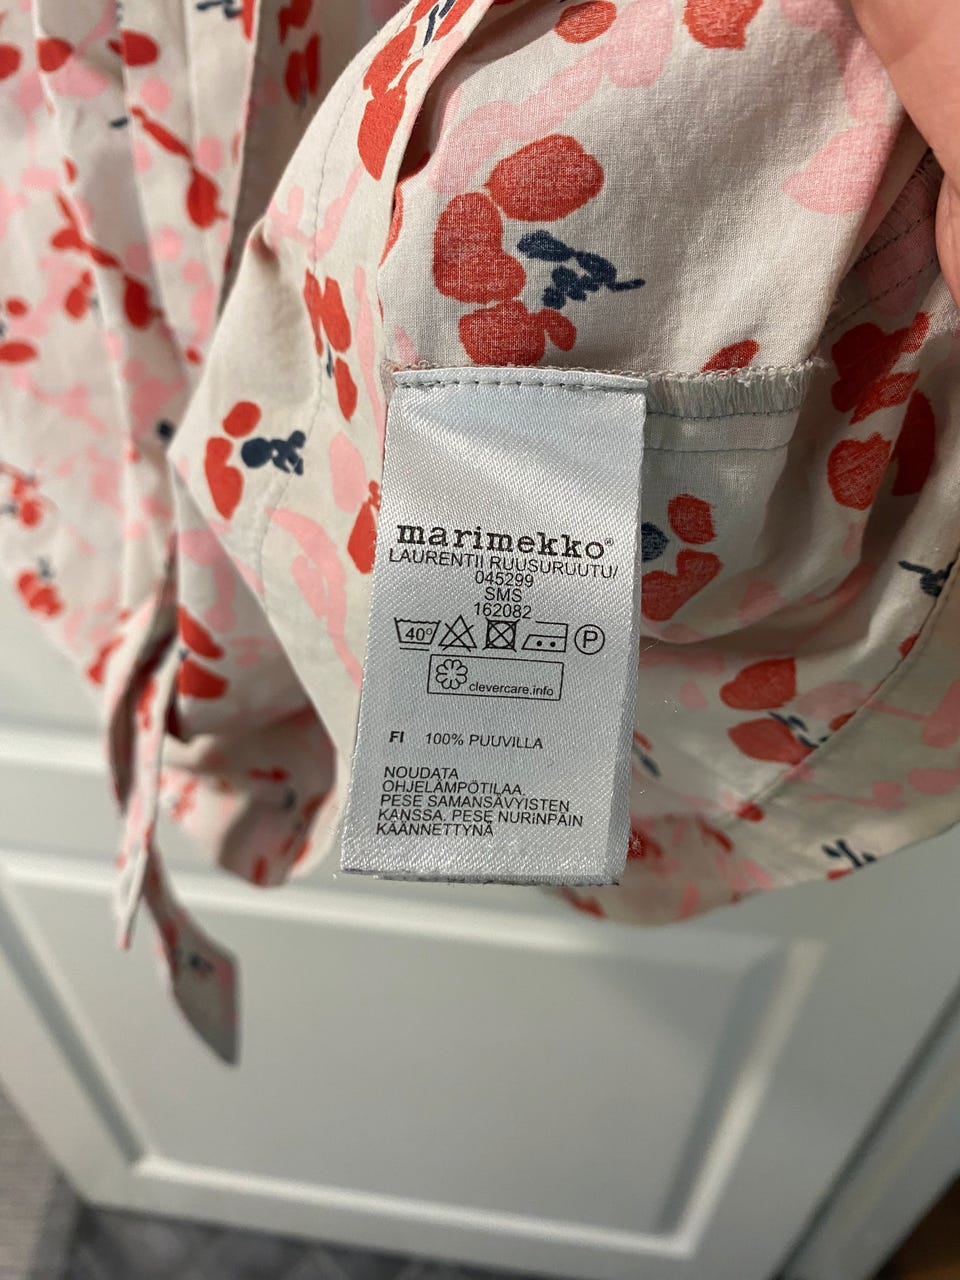 marimekko®
LAURENTII RUUSURUUTU/
045299
SMS
162082
40° P
clevercare.info
FI 100% PUUVILLA
NOUDATA
OHJELÄMPÖTILAA.
PESE SAMANSÄVYISTEN
KANSSA. PESE NURINPÄIN
KÄÄNNETTYNÄ